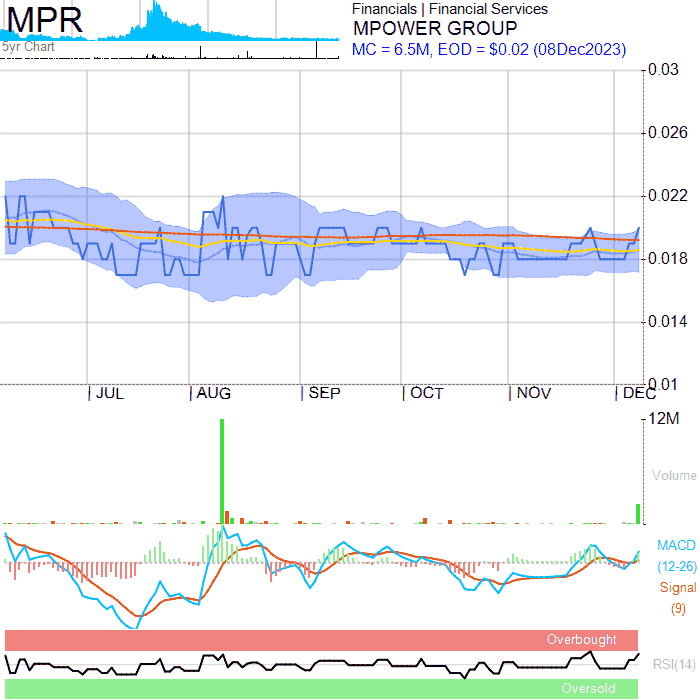 MPR
5yr Chart
Financials | Financial Services
MPOWER GROUP
MC = 6.5M, EOD = $0.02 (08Dec2023)
0.03
0.026
0.022
0.018
0.014
0.01
JUL
AUG
SEP
OCT
NOV
DEC
12M
Volume
MACD
(12-26)
Signal
(9)
Overbought
RSI(14)
Oversold